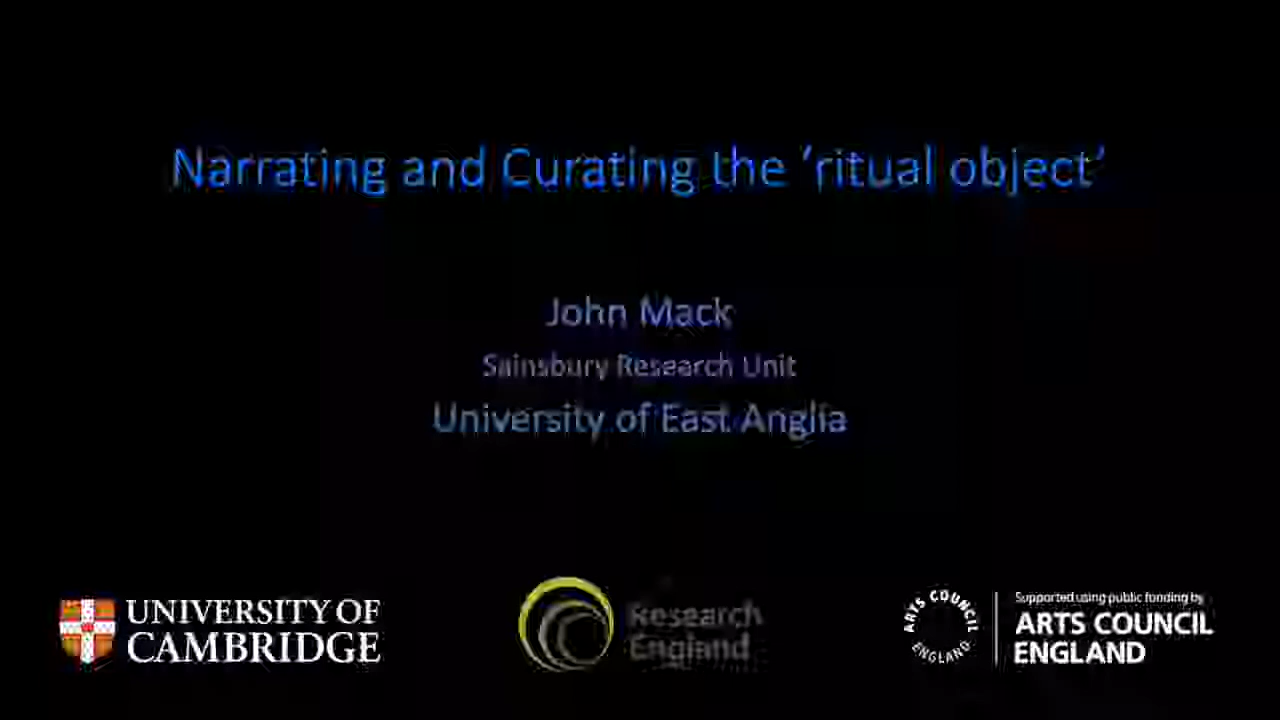 Narrating and Curating the ‘ritual object’
John Mack
Sainsbury Research Unit
University of East Anglia
UNIVERSITY OF
CAMBRIDGE
Research
England
ARTS COUNCIL
ENGLAND
Supported using public funding by
ARTS COUNCIL
ENGLAND